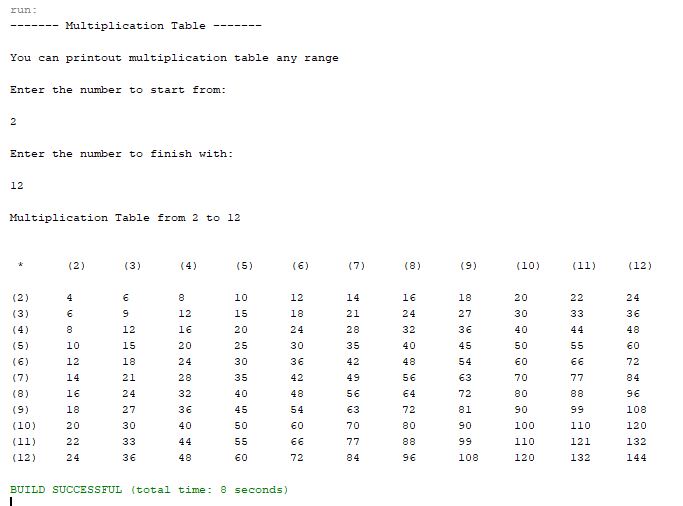 run:
------- Multiplication Table -------
You can printout multiplication table any range
Enter the number to start from:
2
Enter the number to finish with:
12
Multiplication Table from 2 to 12
* (2) (3) (4) (5) (6) (7) (8) (9) (10) (11) (12)
(2) 4 6 8 10 12 14 16 18 20 22 24
(3) 6 9 12 15 18 21 24 27 30 33 36
(4) 8 12 16 20 24 28 32 36 40 44 48
(5) 10 15 20 25 30 35 40 45 50 55 60
(6) 12 18 24 30 36 42 48 54 60 66 72
(7) 14 21 28 35 42 49 56 63 70 77 84
(8) 16 24 32 40 48 56 64 72 80 88 96
(9) 18 27 36 45 54 63 72 81 90 99 108
(10) 20 30 40 50 60 70 80 90 100 110 120
(11) 22 33 44 55 66 77 88 99 110 121 132
(12) 24 36 48 60 72 84 96 108 120 132 144
BUILD SUCCESSFUL (total time: 8 seconds)